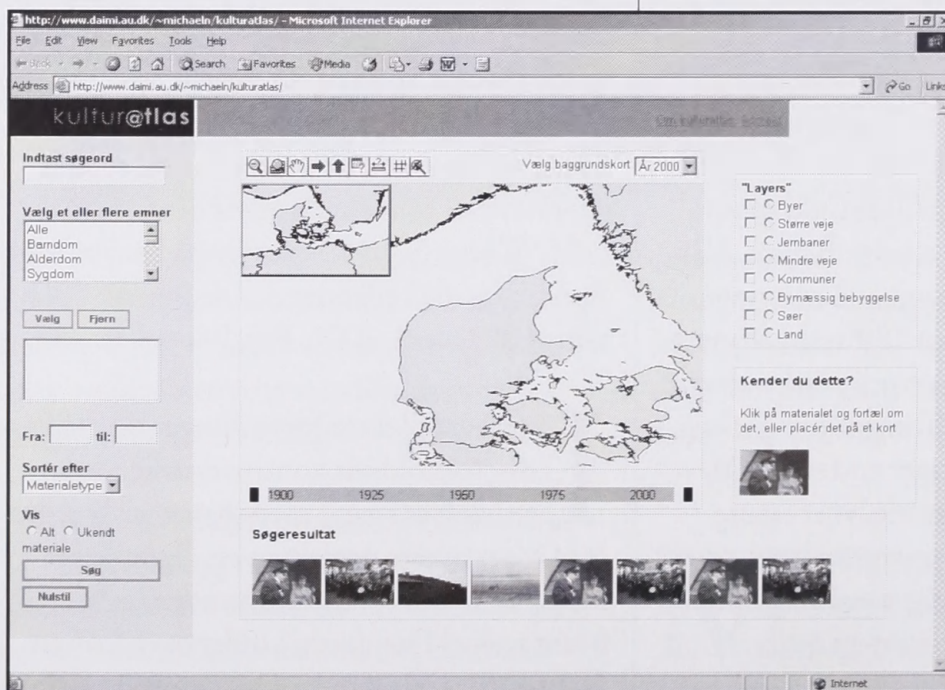 http://www.daimi.au.dk/~michaeln/kulturatlas/ - Microsoft Internet Explorer
File Edit View Favorites Tools Help
Back Search Favorites Media
Address http://www.daimi.au.dk/~michaeln/kulturatlas/ Go Links
kultur@tlas
Indtast søgeord
Vælg et eller flere emner
Alle
Barndom
Alderdom
Sygdom
Vælg Fjern
Fra: til:
Sortér efter
Materialetype
Vis
Alt Ukendt
materiale
Søg
Nulstil
Vælg baggrundskort År 2000
1900 1925 1950 1975 2000
Søgeresultat
"Layers"
Byer
Større veje
Jernbaner
Mindre veje
Kommuner
Bymæssig bebyggelse
Søer
Land
Kender du dette?
Klik på materialet og fortæl om
det, eller placér det på et kort
Internet